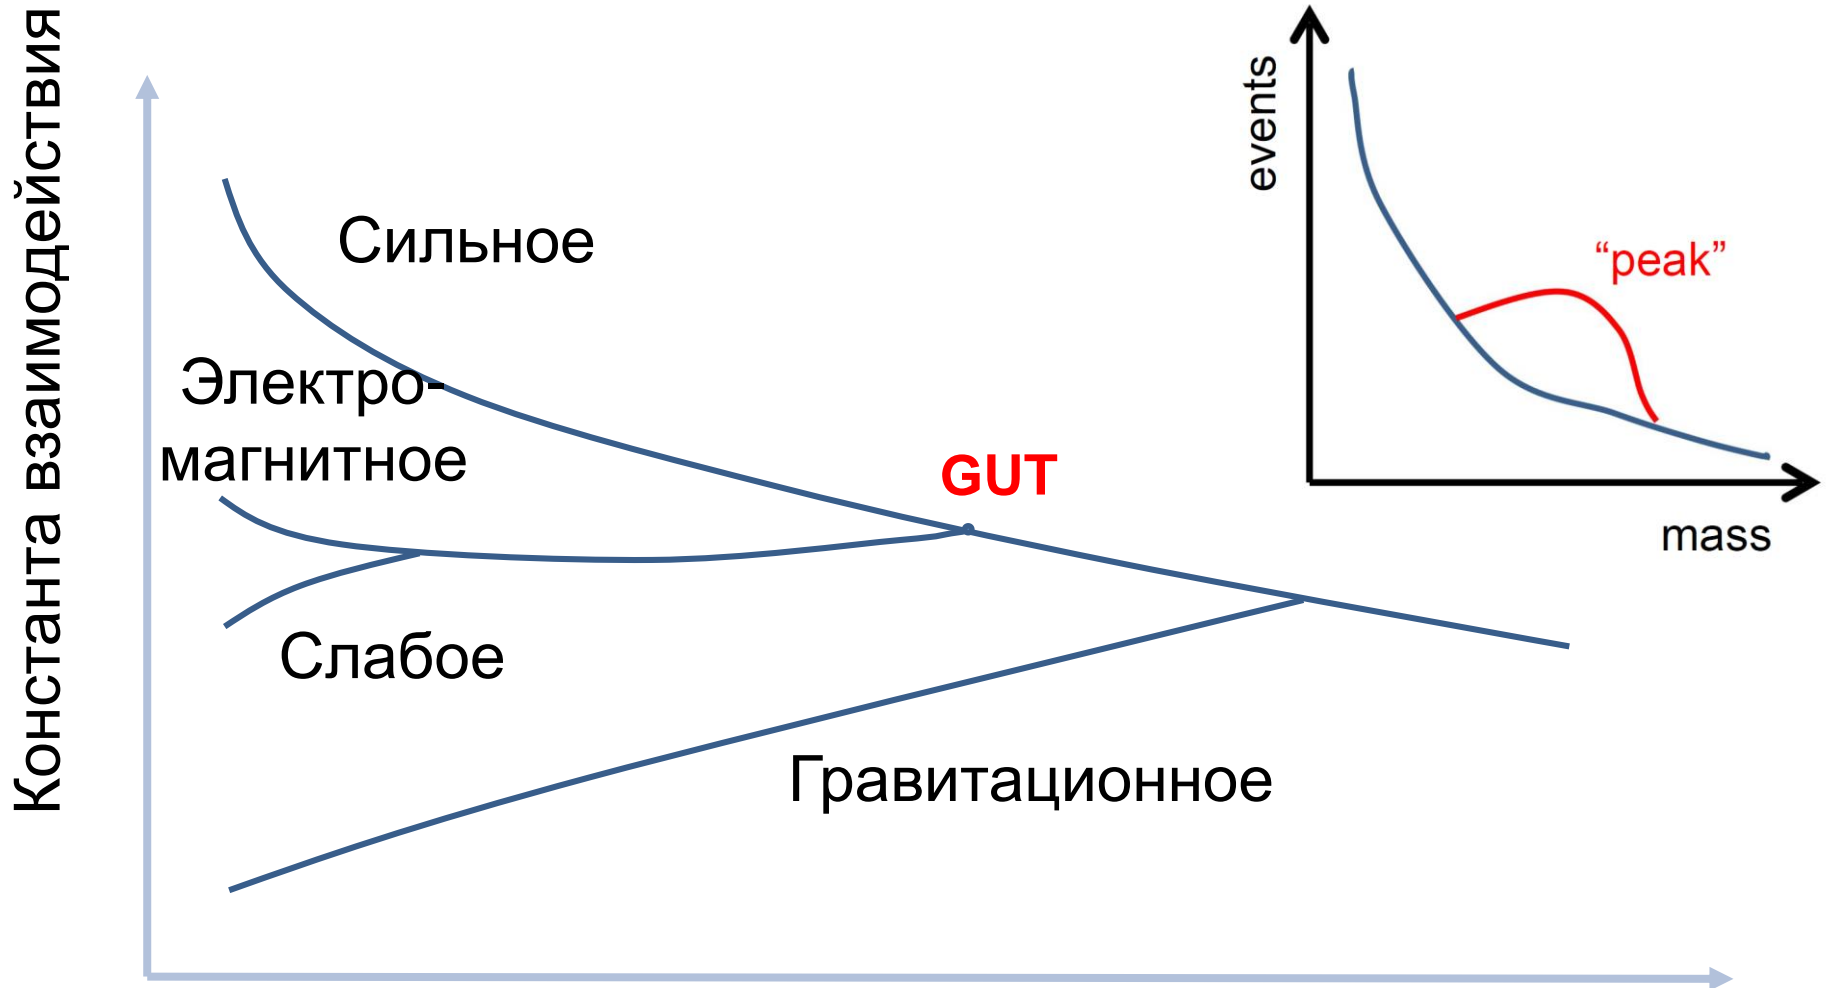 Константа взаимодействия
Сильное
Электро-
магнитное
Слабое
GUT
Гравитационное
events
“peak”
mass